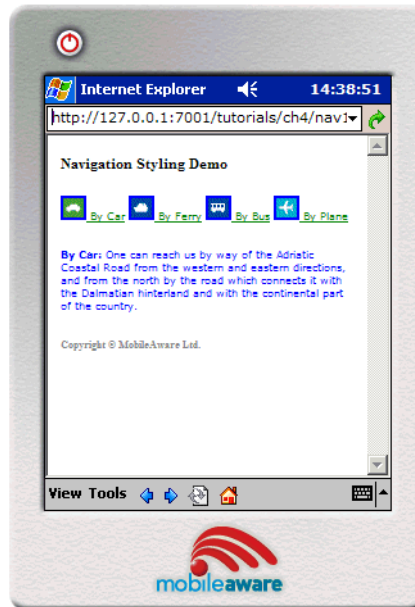 Internet Explorer 14:38:51
http://127.0.0.1:7001/tutorials/ch4/nav1
Navigation Styling Demo
By Car By Ferry By Bus By Plane
By Car: One can reach us by way of the Adriatic
Coastal Road from the western and eastern directions,
and from the north by the road which connects it with
the Dalmatian hinterland and with the continental part
of the country.
Copyright © MobileAware Ltd.
View Tools
mobileaware